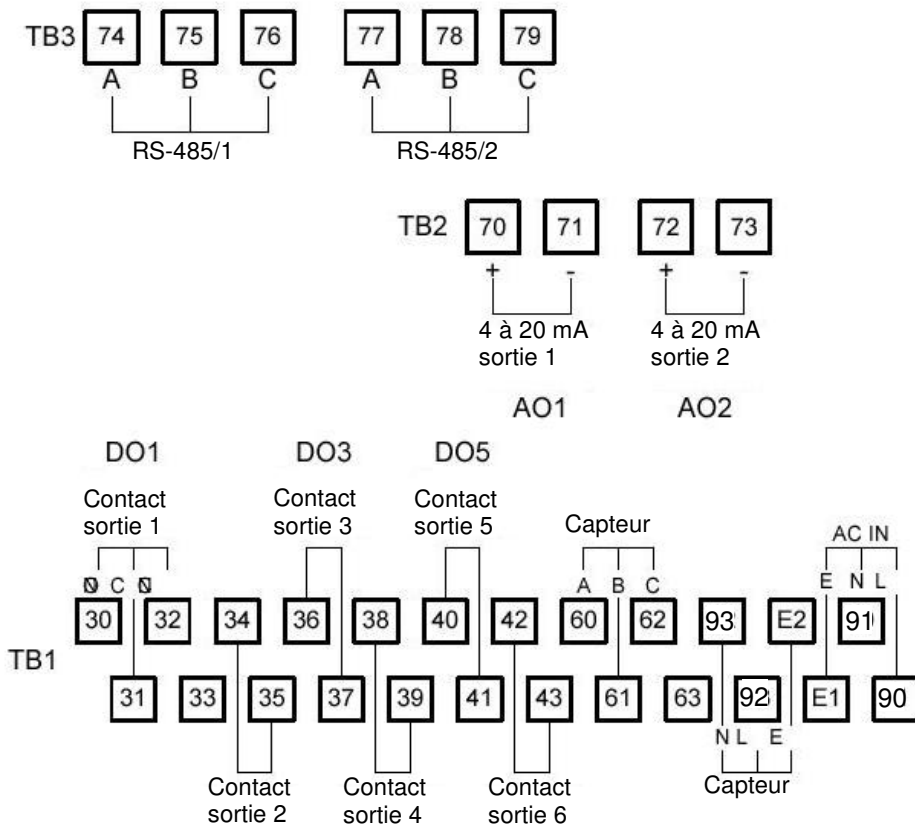 TB3 74 75 76 77 78 79
A B C A B C
RS-485/1 RS-485/2
TB2 70 71 72 73
+ - + -
4 à 20 mA 4 à 20 mA
sortie 1 sortie 2
AO1 AO2
DO1 DO3 DO5
Contact Contact Contact
sortie 1 sortie 3 sortie 5 Capteur
AC IN
C A B C E N L
30 32 34 36 38 40 42 60 62 93 E2 91
TB1
31 33 35 37 39 41 43 61 63 92 E1 90
N L E
Contact Contact Contact Capteur
sortie 2 sortie 4 sortie 6